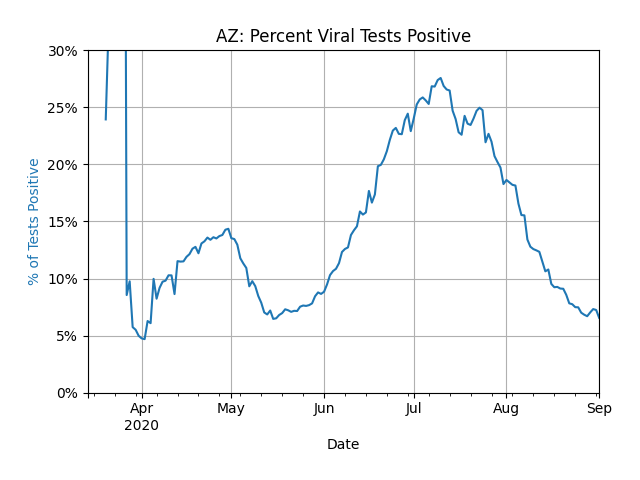 AZ: Percent Viral Tests Positive
30%
25%
20%
15%
10%
5%
0%
% of Tests Positive
Apr
2020
May
Jun
Jul
Aug
Sep
Date